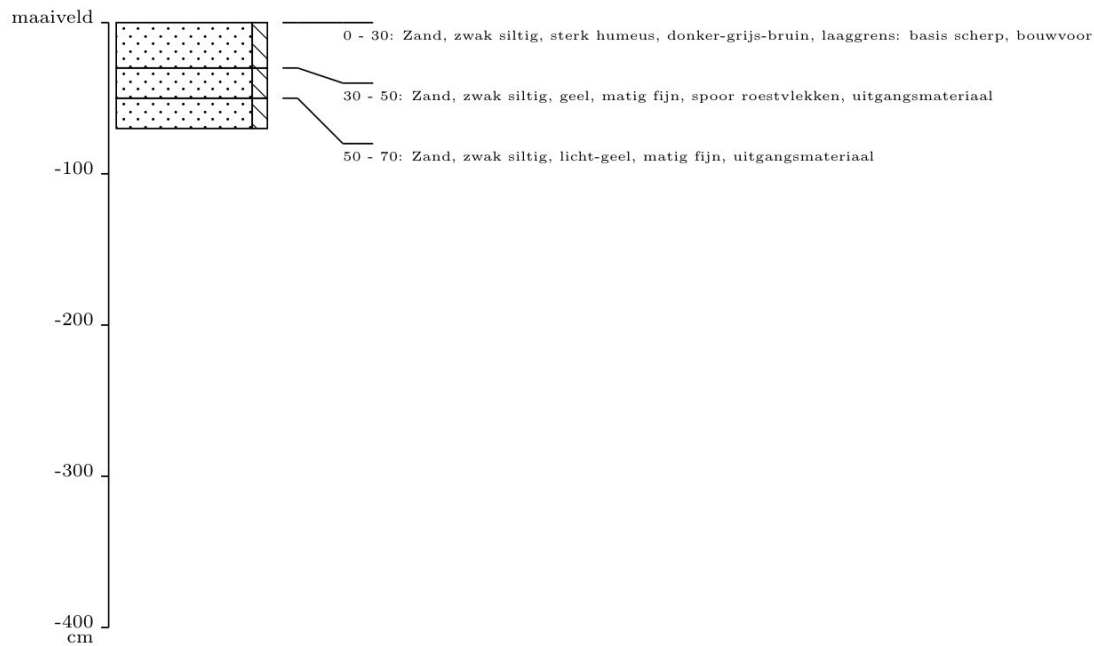 maaiveld
0 - 30: Zand, zwak siltig, sterk humeus, donker-grijs-bruin, laaggrens: basis scherp, bouwvoor
30 - 50: Zand, zwak siltig, geel, matig fijn, spoor roestvlekken, uitgangsmateriaal
50 - 70: Zand, zwak siltig, licht-geel, matig fijn, uitgangsmateriaal
-100
-200
-300
-400
cm